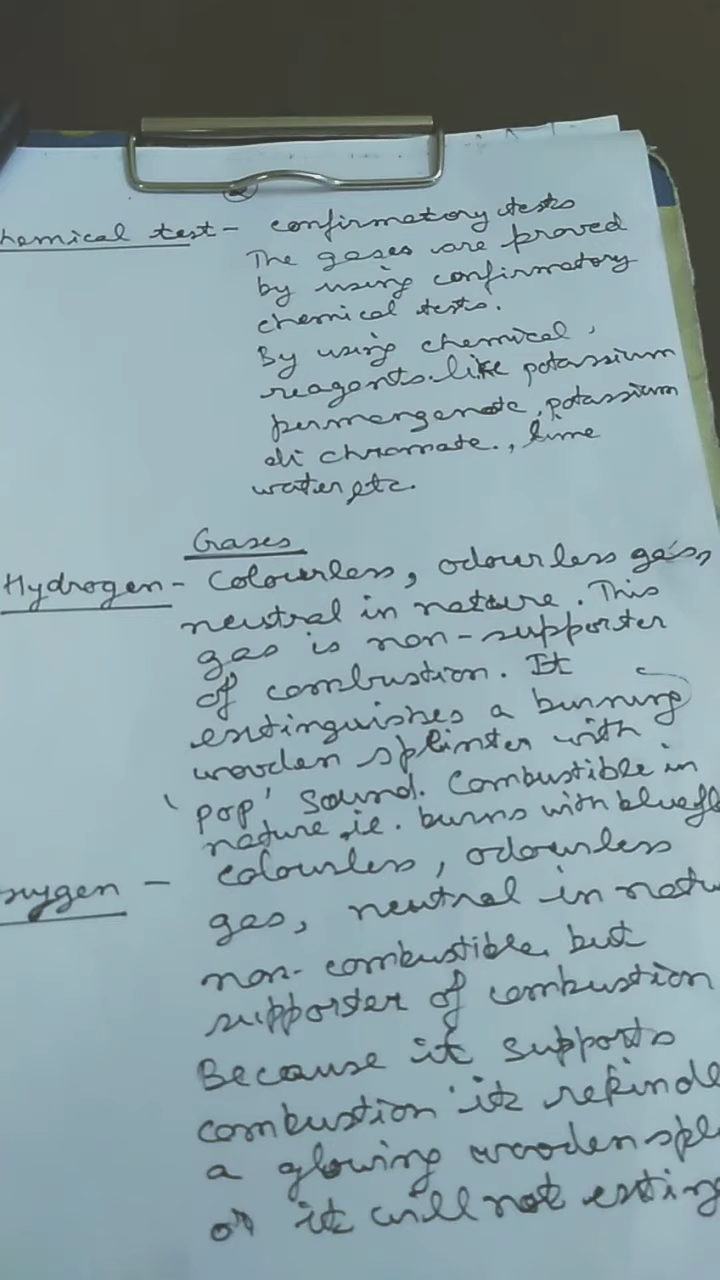 2
hemical test - confirmatory tests
The gases are proved
by using confirmatory
chemical tests.
By using chemical,
reagents like potassium
permanganate, potassium
di chromate., lime
water, etc.
Gases
Hydrogen - Colourless, odourless gas,
neutral in nature. This
gas is non-supporter
of combustion. It
extinguishes a burning
wooden splinter with
'pop' sound. Combustible in
nature ie. burns with bluefl
xygen - colourless, odourless
gas, neutral in natu
non-combustible but
supporter of combustion
Because it supports
combustion it rekindle
a glowing wooden spl
or it will not exting